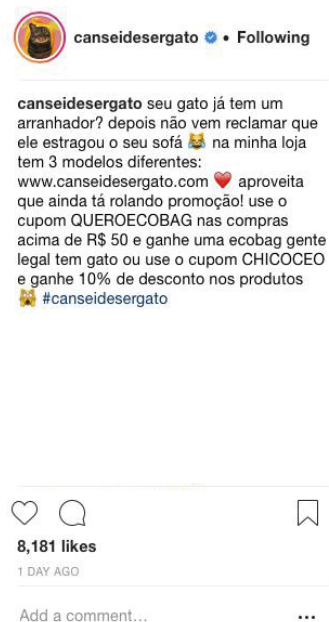 canseidesergato • Following
canseidesergato seu gato já tem um
arranhador? depois não vem reclamar que
ele estragou o seu sofá 😹 na minha loja
tem 3 modelos diferentes:
www.canseidesergato.com ❤️ aproveita
que ainda tá rolando promoção! use o
cupom QUEROECOBAG nas compras
acima de R$ 50 e ganhe uma ecobag gente
legal tem gato ou use o cupom CHICOCEO
e ganhe 10% de desconto nos produtos
🙀 #canseidesergato
8,181 likes
1 DAY AGO
Add a comment...